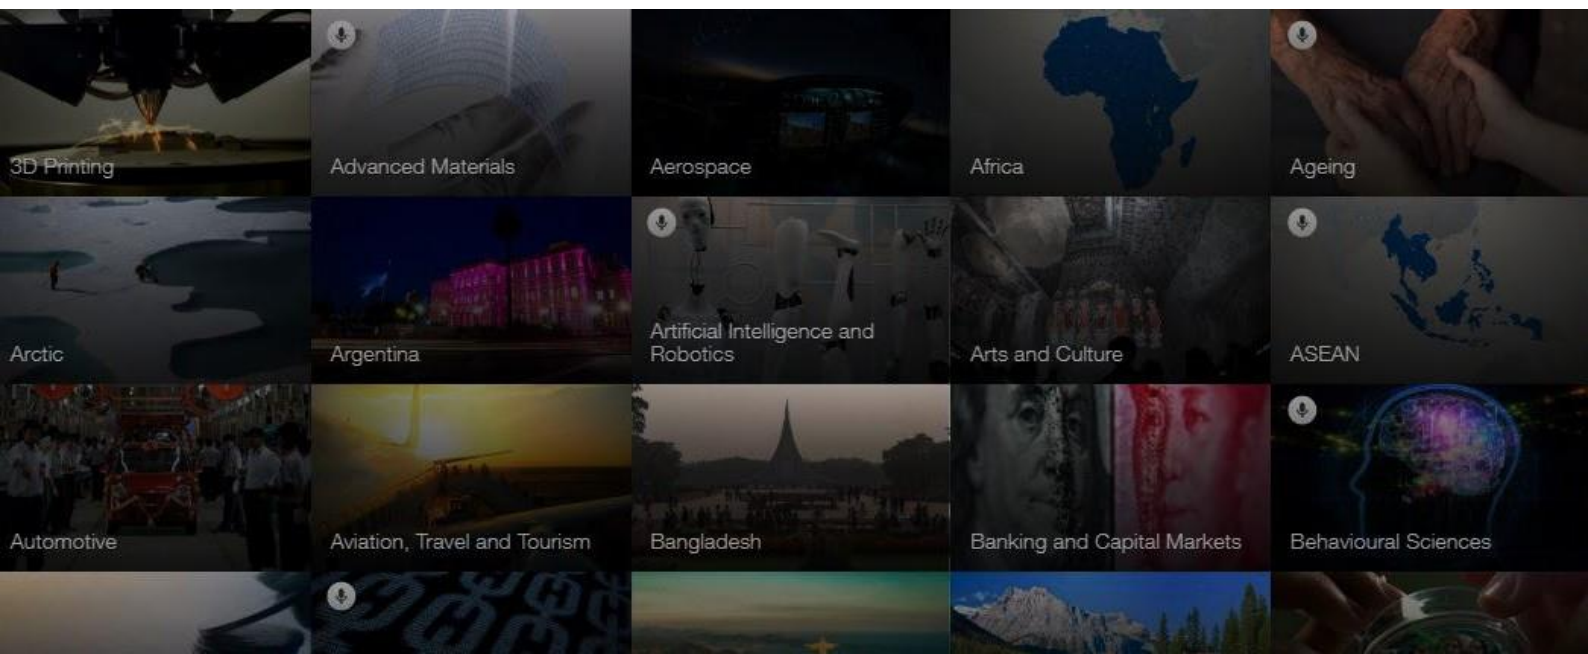 3D Printing
Advanced Materials
Aerospace
Africa
Ageing
Arctic
Argentina
Artificial Intelligence and
Robotics
Arts and Culture
ASEAN
Automotive
Aviation, Travel and Tourism
Bangladesh
Banking and Capital Markets
Behavioural Sciences